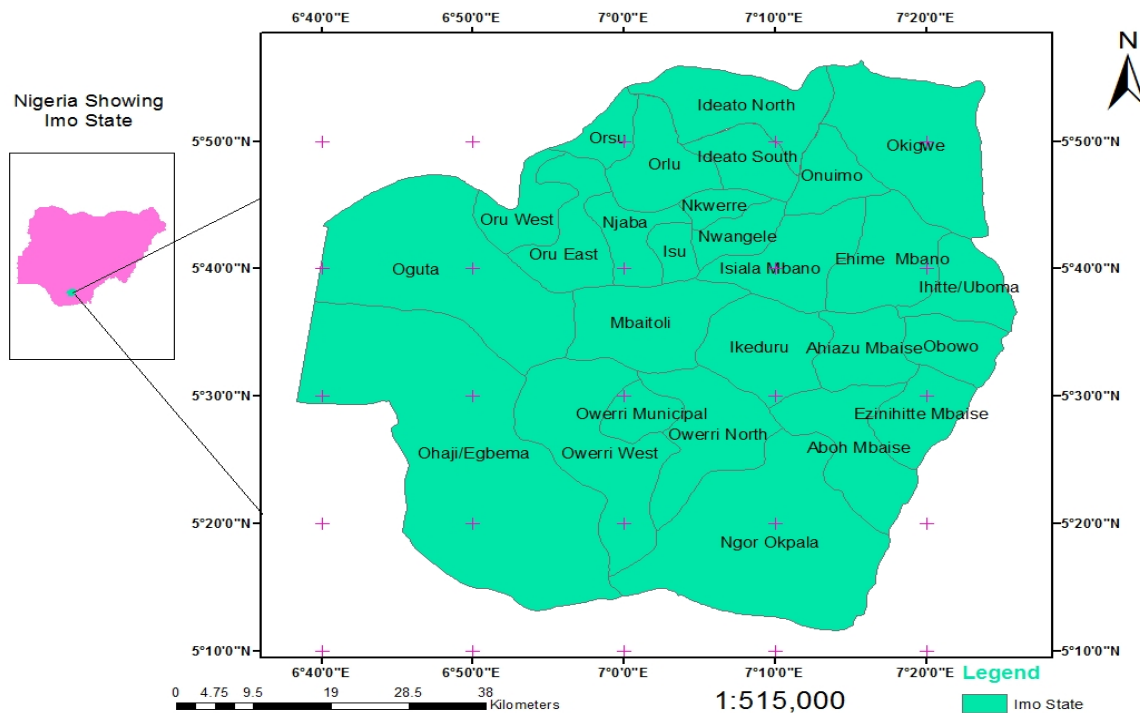 6°40'0"E 6°50'0"E 7°0'0"E 7°10'0"E 7°20'0"E
N
Nigeria Showing
Imo State
5°50'0"N
5°40'0"N
5°30'0"N
5°20'0"N
5°10'0"N
Ideato North
Orsu
Okigwe
Orlu
Ideato South
Onuimo
Nkwerre
Oru West
Njaba
Nwangele
Oru East
Isu
Ehime Mbano
Oguta
Isiala Mbano
Ihitte/Uboma
Mbaitoli
Ikeduru
Ahiazu Mbaise
Obowo
Owerri Municipal
Ezinihitte Mbaise
Owerri North
Ohaji/Egbema
Owerri West
Aboh Mbaise
Ngor Okpala
5°50'0"N
5°40'0"N
5°30'0"N
5°20'0"N
5°10'0"N
6°40'0"E 6°50'0"E 7°0'0"E 7°10'0"E 7°20'0"E
0 4.75 9.5 19 28.5 38
Kilometers
1:515,000
Legend
Imo State